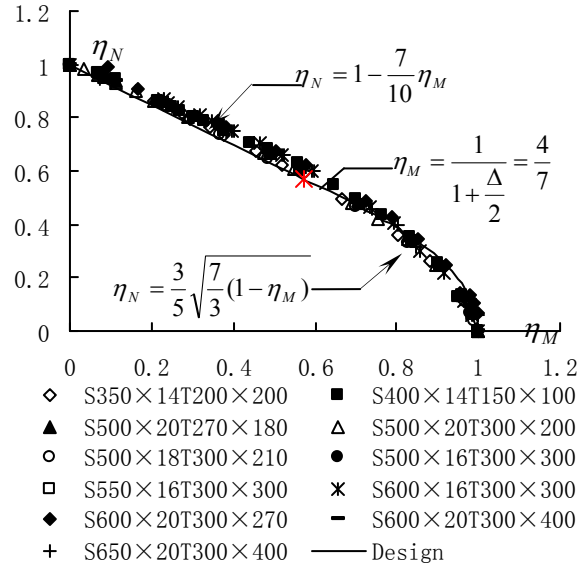 1.2
η_N
1
η_N = 1 − 7/10 η_M
0.8
η_M = 1/(1 + Δ/2) = 4/7
0.6
0.4
η_N = 3/5 √(7/3 (1 − η_M))
0.2
0
η_M
0 0.2 0.4 0.6 0.8 1 1.2
S350×14T200×200 S400×14T150×100
S500×20T270×180 S500×20T300×200
S500×18T300×210 S500×16T300×300
S550×16T300×300 S600×16T300×300
S600×20T300×270 S600×20T300×400
S650×20T300×400 Design